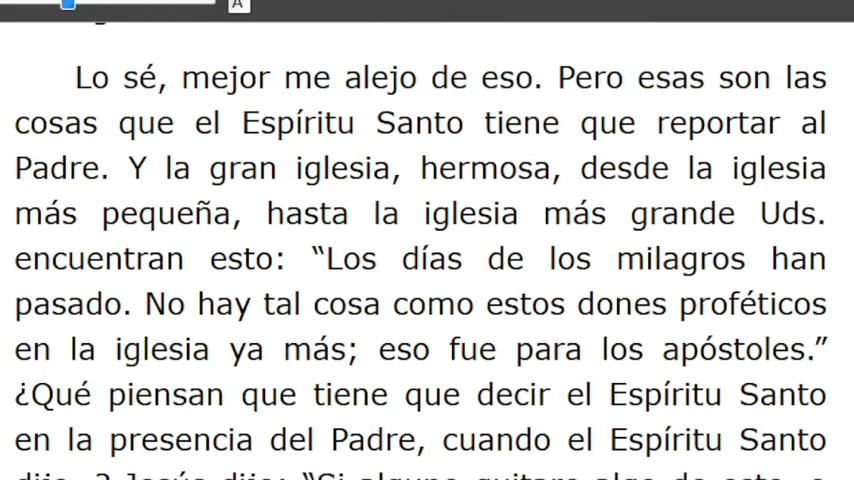 A
Lo sé, mejor me alejo de eso. Pero esas son las
cosas que el Espíritu Santo tiene que reportar al
Padre. Y la gran iglesia, hermosa, desde la iglesia
más pequeña, hasta la iglesia más grande Uds.
encuentran esto: “Los días de los milagros han
pasado. No hay tal cosa como estos dones proféticos
en la iglesia ya más; eso fue para los apóstoles.”
¿Qué piensan que tiene que decir el Espíritu Santo
en la presencia del Padre, cuando el Espíritu Santo